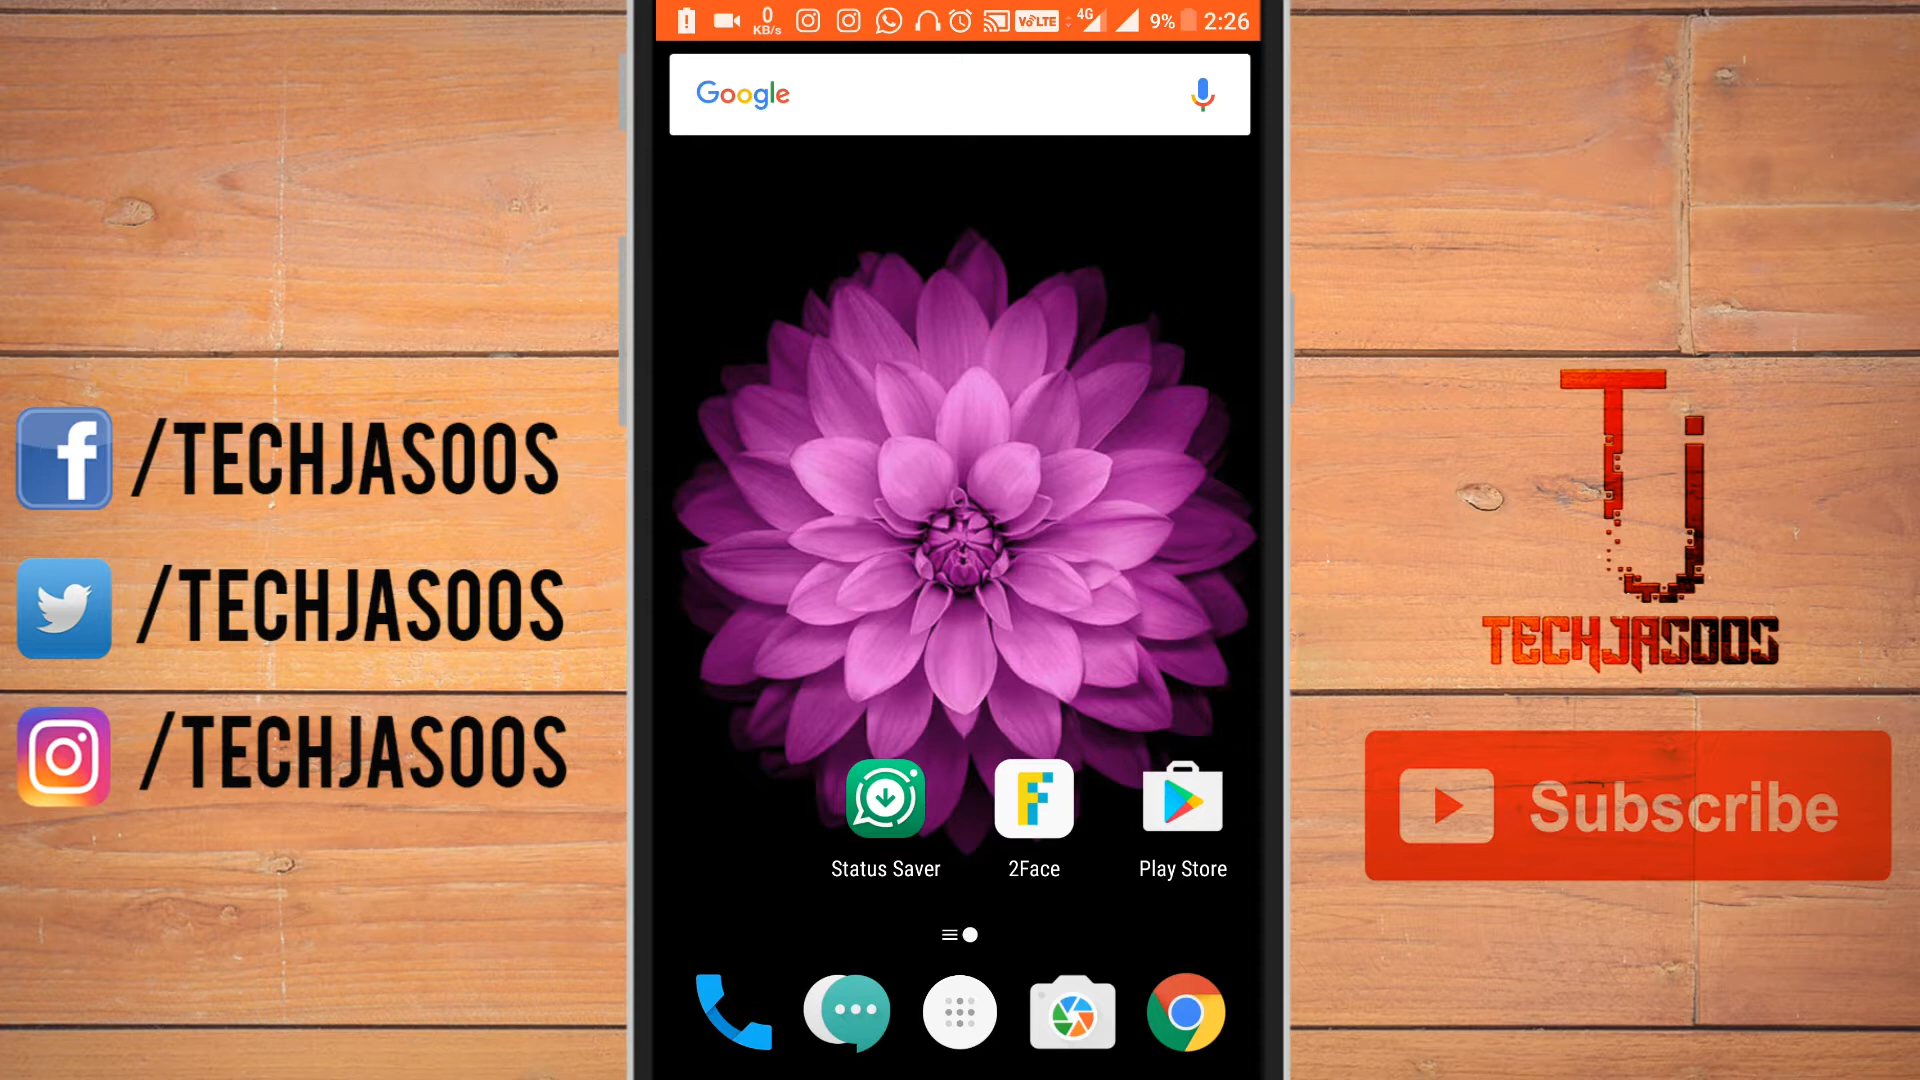 0
KB/s
VoLTE
4G
9%
2:26
Google
/TECHJASOOS
/TECHJASOOS
/TECHJASOOS
TJ
TECHJASOOS
Subscribe
Status Saver
2Face
Play Store